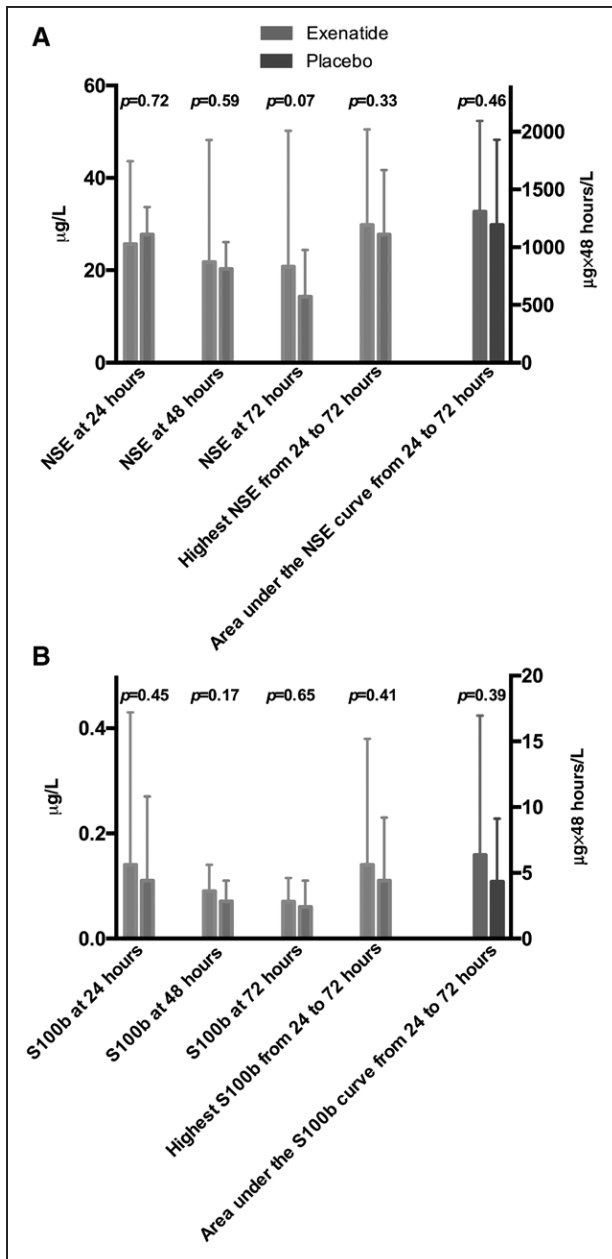 A
Exenatide
Placebo
60
40
20
0
µg/L
p=0.72 p=0.59 p=0.07 p=0.33 p=0.46
2000
1500
1000
500
0
µg×48 hours/L
NSE at 24 hours
NSE at 48 hours
NSE at 72 hours
Highest NSE from 24 to 72 hours
Area under the NSE curve from 24 to 72 hours
B
0.4
0.2
0.0
µg/L
p=0.45 p=0.17 p=0.65 p=0.41 p=0.39
20
15
10
5
0
µg×48 hours/L
S100b at 24 hours
S100b at 48 hours
S100b at 72 hours
Highest S100b from 24 to 72 hours
Area under the S100b curve from 24 to 72 hours